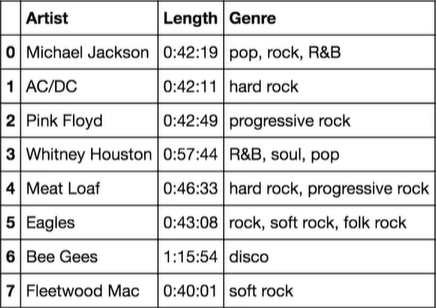 Artist Length Genre
0 Michael Jackson 0:42:19 pop, rock, R&B
1 AC/DC 0:42:11 hard rock
2 Pink Floyd 0:42:49 progressive rock
3 Whitney Houston 0:57:44 R&B, soul, pop
4 Meat Loaf 0:46:33 hard rock, progressive rock
5 Eagles 0:43:08 rock, soft rock, folk rock
6 Bee Gees 1:15:54 disco
7 Fleetwood Mac 0:40:01 soft rock